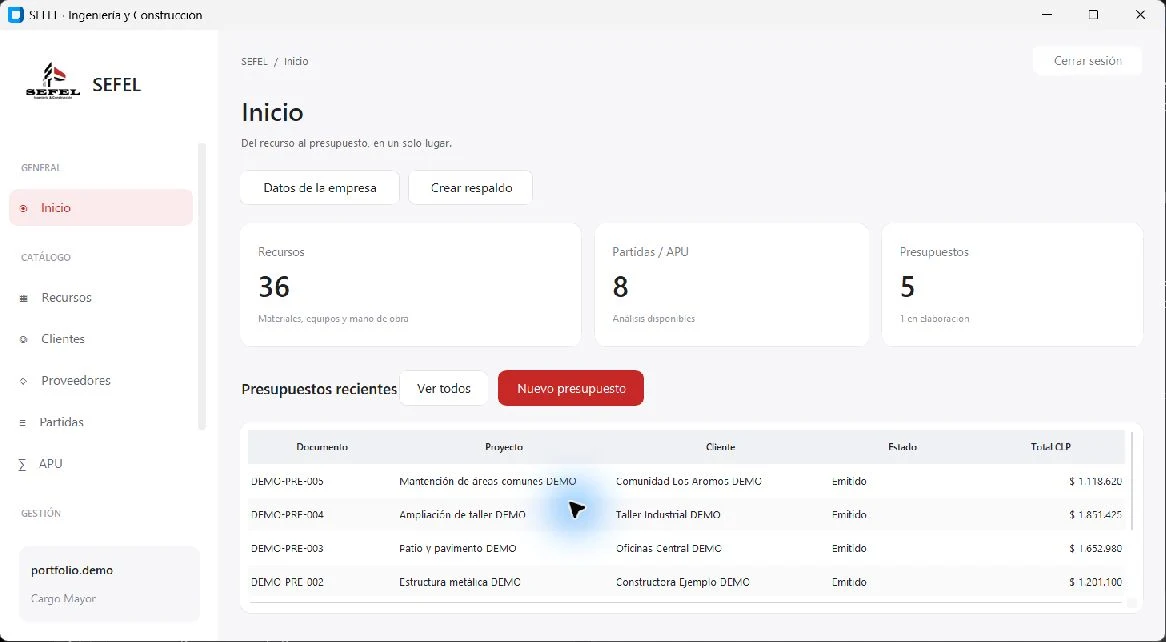 SEFEL · Ingeniería y Construcción
SEFEL
Ingeniería & Construcción
SEFEL
GENERAL
Inicio
CATÁLOGO
Recursos
Clientes
Proveedores
Partidas
APU
GESTIÓN
portfolio.demo
Cargo Mayor
SEFEL / Inicio
Cerrar sesión
Inicio
Del recurso al presupuesto, en un solo lugar.
Datos de la empresa Crear respaldo
Recursos Partidas / APU Presupuestos
36 8 5
Materiales, equipos y mano de obra Análisis disponibles 1 en elaboración
Presupuestos recientes Ver todos Nuevo presupuesto
Documento Proyecto Cliente Estado Total CLP
DEMO-PRE-005 Mantención de áreas comunes DEMO Comunidad Los Aromos DEMO Emitido $ 1.118.620
DEMO-PRE-004 Ampliación de taller DEMO Taller Industrial DEMO Emitido $ 1.851.425
DEMO-PRE-003 Patio y pavimento DEMO Oficinas Central DEMO Emitido $ 1.652.980
DEMO-PRE-002 Estructura metálica DEMO Constructora Ejemplo DEMO Emitido $ 1.201.100